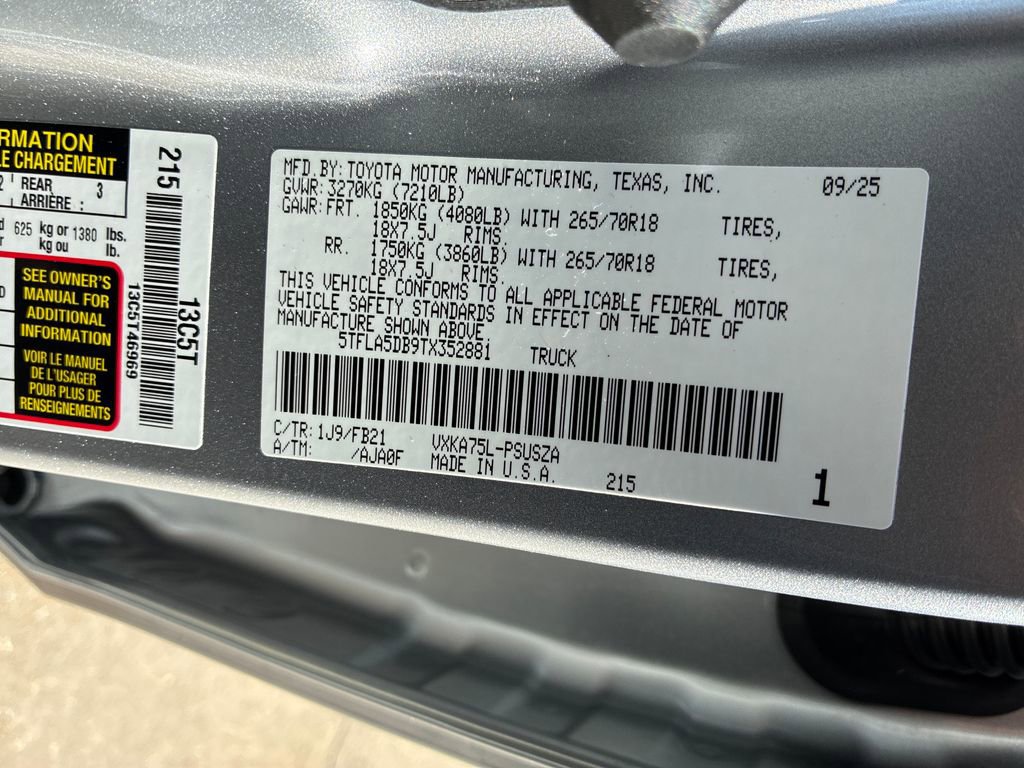 RMATION
E CHARGEMENT
2 REAR 3
ARRIÈRE :
d 625 kg or 1380 lbs.
r kg ou lb.
SEE OWNER'S
MANUAL FOR
ADDITIONAL
INFORMATION
VOIR LE MANUEL
DE L'USAGER
POUR PLUS DE
RENSEIGNEMENTS
215
13C5T
13C5T46969
MFD.BY:TOYOTA MOTOR MANUFACTURING, TEXAS, INC. 09/25
GVWR: 3270KG (7210LB)
GAWR:FRT. 1850KG (4080LB) WITH 265/70R18 TIRES,
18X7.5J RIMS.
RR. 1750KG (3860LB) WITH 265/70R18 TIRES,
18X7.5J RIMS.
THIS VEHICLE CONFORMS TO ALL APPLICABLE FEDERAL MOTOR
VEHICLE SAFETY STANDARDS IN EFFECT ON THE DATE OF
MANUFACTURE SHOWN ABOVE.
5TFLA5DB9TX352881 TRUCK
C/TR: 1J9/FB21 VXKA75L-PSUSZA
A/TM: /AJA0F MADE IN U.S.A. 215
1